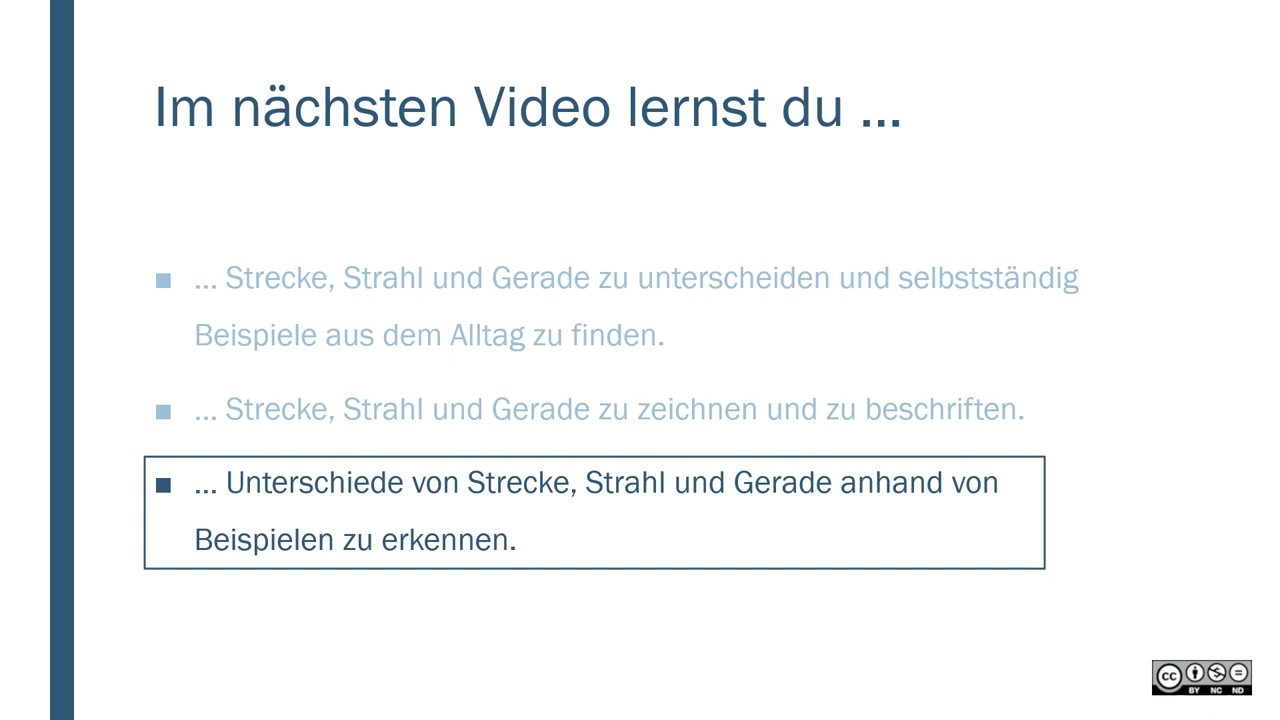 Im nächsten Video lernst du ...
■ ... Strecke, Strahl und Gerade zu unterscheiden und selbstständig
Beispiele aus dem Alltag zu finden.
■ ... Strecke, Strahl und Gerade zu zeichnen und zu beschriften.
■ ... Unterschiede von Strecke, Strahl und Gerade anhand von
Beispielen zu erkennen.
cc BY NC ND